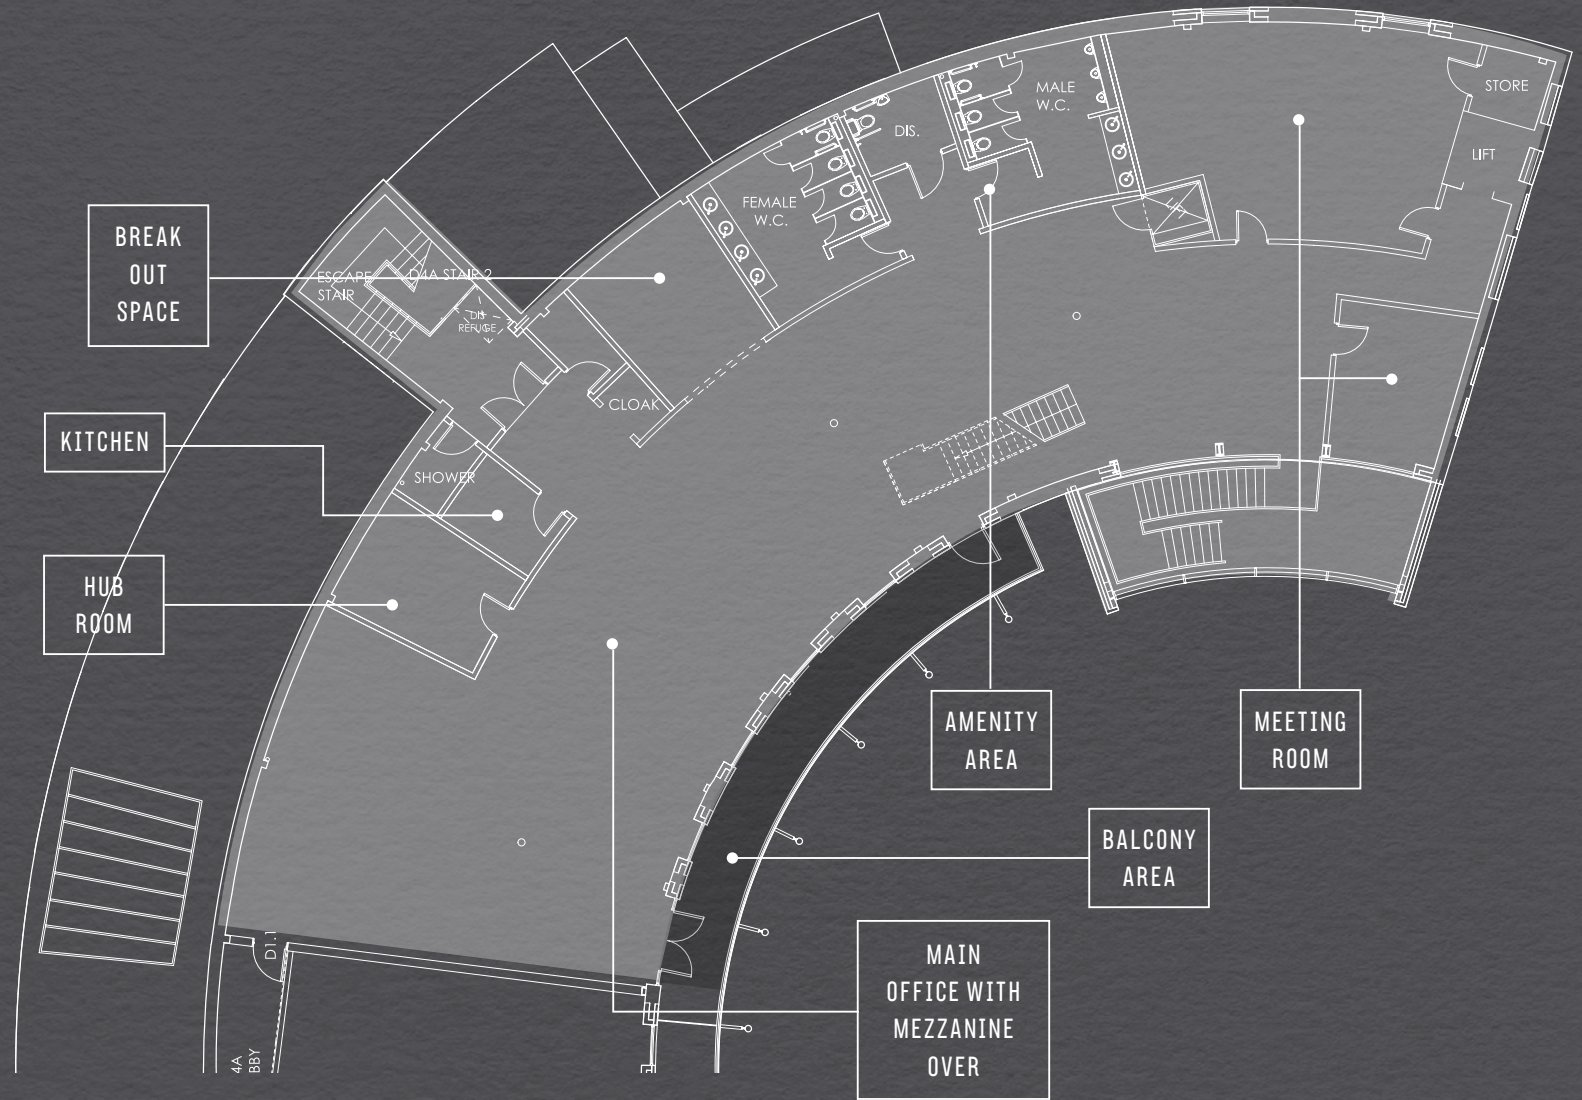 STORE
MALE
W.C.
DIS.
LIFT
FEMALE
W.C.
BREAK
OUT
SPACE
ESCAPE
STAIR
D4A STAIR 2
DIS
REFUGE
CLOAK
KITCHEN
SHOWER
HUB
ROOM
AMENITY
AREA
MEETING
ROOM
BALCONY
AREA
MAIN
OFFICE WITH
MEZZANINE
OVER
D1.1
4A
BBY